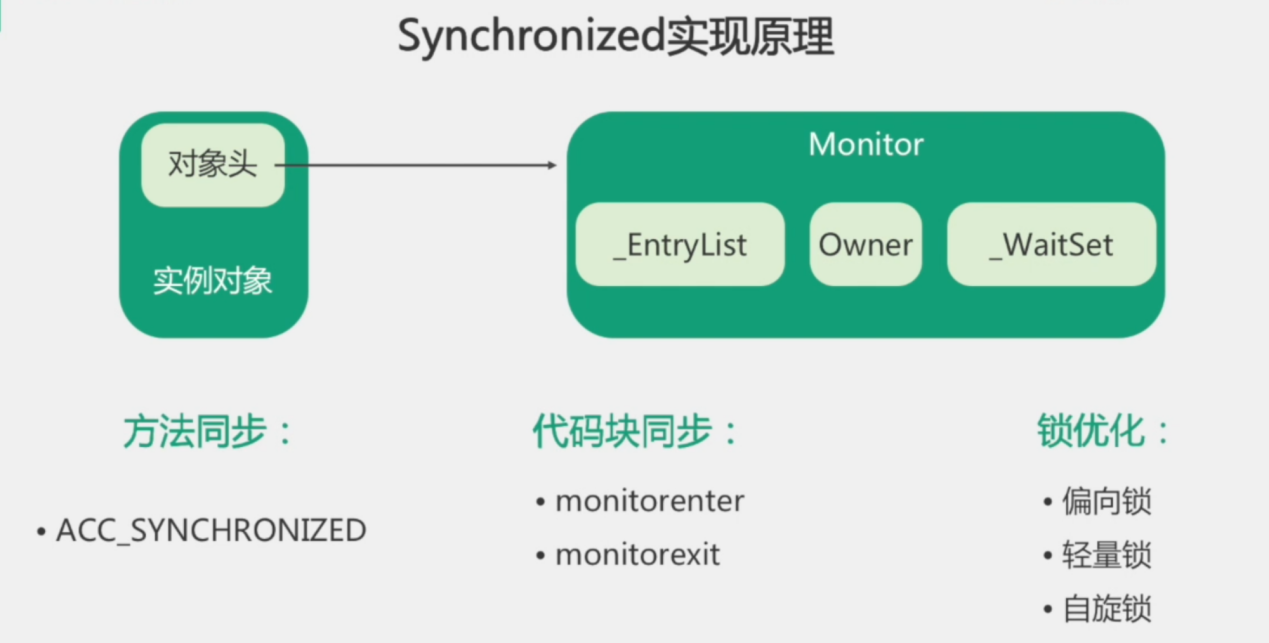 Synchronized实现原理
对象头
实例对象
Monitor
_EntryList
Owner
_WaitSet
方法同步：
• ACC_SYNCHRONIZED
代码块同步：
• monitorenter
• monitorexit
锁优化：
• 偏向锁
• 轻量锁
• 自旋锁